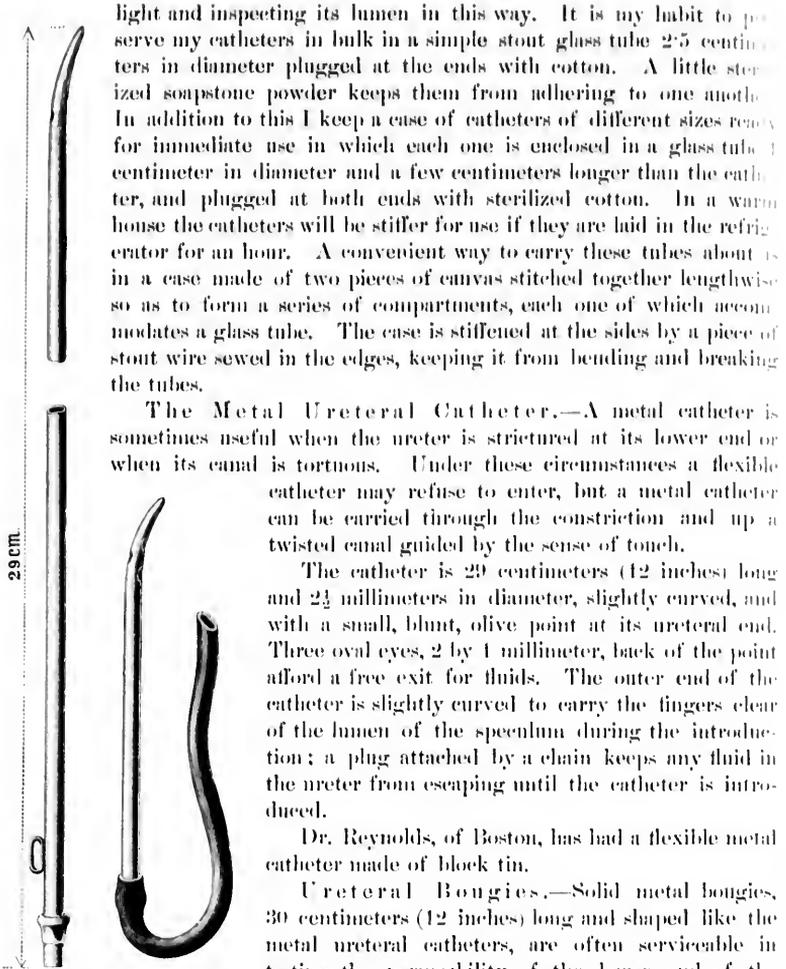 light and inspecting its lumen in this way. It is my habit to
serve my catheters in bulk in a simple stout glass tube 2·5
ters in diameter plugged at the ends with cotton. A little
ized soapstone powder keeps them from adhering to one
In addition to this I keep a case of catheters of different sizes
for immediate use in which each one is enclosed in a glass
centimeter in diameter and a few centimeters longer than the
ter, and plugged at both ends with sterilized cotton. In a warm
house the catheters will be stiffer for use if they are laid in the refrig-
erator for an hour. A convenient way to carry these tubes about is
in a case made of two pieces of canvas stitched together lengthwise
so as to form a series of compartments, each one of which accom-
modates a glass tube. The case is stiffened at the sides by a piece of
stout wire sewed in the edges, keeping it from bending and breaking
the tubes.
The Metal Ureteral Catheter.—A metal catheter is
sometimes useful when the ureter is strictured at its lower end or
when its canal is tortuous. Under these circumstances a flexible
catheter may refuse to enter, but a metal catheter
can be carried through the constriction and up a
twisted canal guided by the sense of touch.
The catheter is 29 centimeters (12 inches) long
and 2½ millimeters in diameter, slightly curved, and
with a small, blunt, olive point at its ureteral end.
Three oval eyes, 2 by 1 millimeter, back of the point
afford a free exit for fluids. The outer end of the
catheter is slightly curved to carry the fingers clear
of the lumen of the speculum during the introduc-
tion; a plug attached by a chain keeps any fluid in
the ureter from escaping until the catheter is intro-
duced.
Dr. Reynolds, of Boston, has had a flexible metal
catheter made of block tin.
Ureteral Bougies.—Solid metal bougies,
30 centimeters (12 inches) long and shaped like the
metal ureteral catheters, are often serviceable in
29cm.